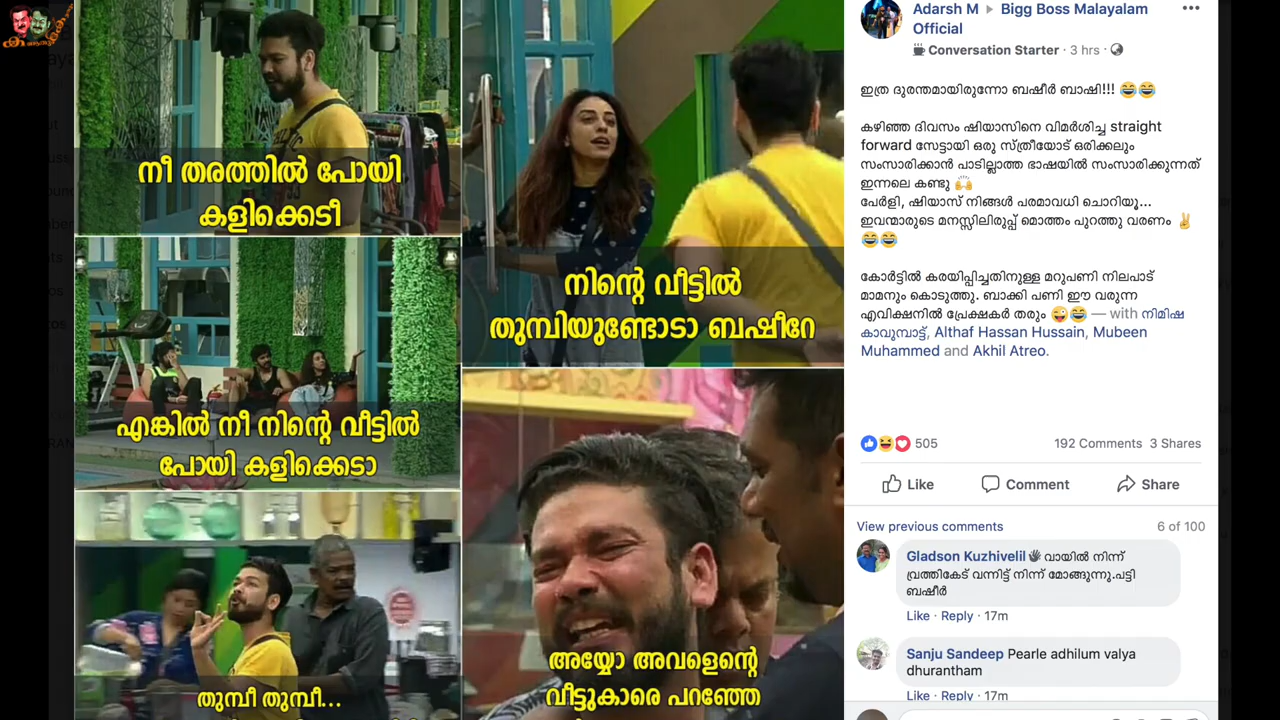 നീ തരത്തിൽ പോയി
കളിക്കെടീ
നിന്റെ വീട്ടിൽ
തുമ്പിയുണ്ടോടാ ബഷീറേ
എങ്കിൽ നീ നിന്റെ വീട്ടിൽ
പോയി കളിക്കെടാ
തുമ്പീ തുമ്പീ...
അയ്യോ അവളെന്റെ
വീട്ടുകാരെ പറഞ്ഞേ
Adarsh M ▸ Bigg Boss Malayalam
Official
Conversation Starter · 3 hrs ·
ഇത്ര ദുരന്തമായിരുന്നോ ബഷീർ ബാഷി!!! 😂😂
കഴിഞ്ഞ ദിവസം ഷിയാസിനെ വിമർശിച്ച straight
forward സേട്ടായി ഒരു സ്ത്രീയോട് ഒരിക്കലും
സംസാരിക്കാൻ പാടില്ലാത്ത ഭാഷയിൽ സംസാരിക്കുന്നത്
ഇന്നലെ കണ്ടു 🙌
പേർളി, ഷിയാസ് നിങ്ങൾ പരമാവധി ചൊറിയൂ...
ഇവന്മാരുടെ മനസ്സിലിരുപ്പ് മൊത്തം പുറത്തു വരണം ✌
😂😂
കോർട്ടിൽ കരയിപ്പിച്ചതിനുള്ള മറുപണി നിലപാട്
മാമനും കൊടുത്തു. ബാക്കി പണി ഈ വരുന്ന
എവിക്ഷനിൽ പ്രേക്ഷകർ തരും 😜😂 — with നിമിഷ
കാവുമ്പാട്ട്, Althaf Hassan Hussain, Mubeen
Muhammed and Akhil Atreo.
505 192 Comments 3 Shares
Like Comment Share
View previous comments 6 of 100
Gladson Kuzhivelil വായിൽ നിന്ന്
വ്രത്തികേട് വന്നിട്ട് നിന്ന് മോങ്ങുന്നൂ.പട്ടി
ബഷീർ
Like · Reply · 17m
Sanju Sandeep Pearle adhilum valya
dhurantham
Like · Reply · 17m